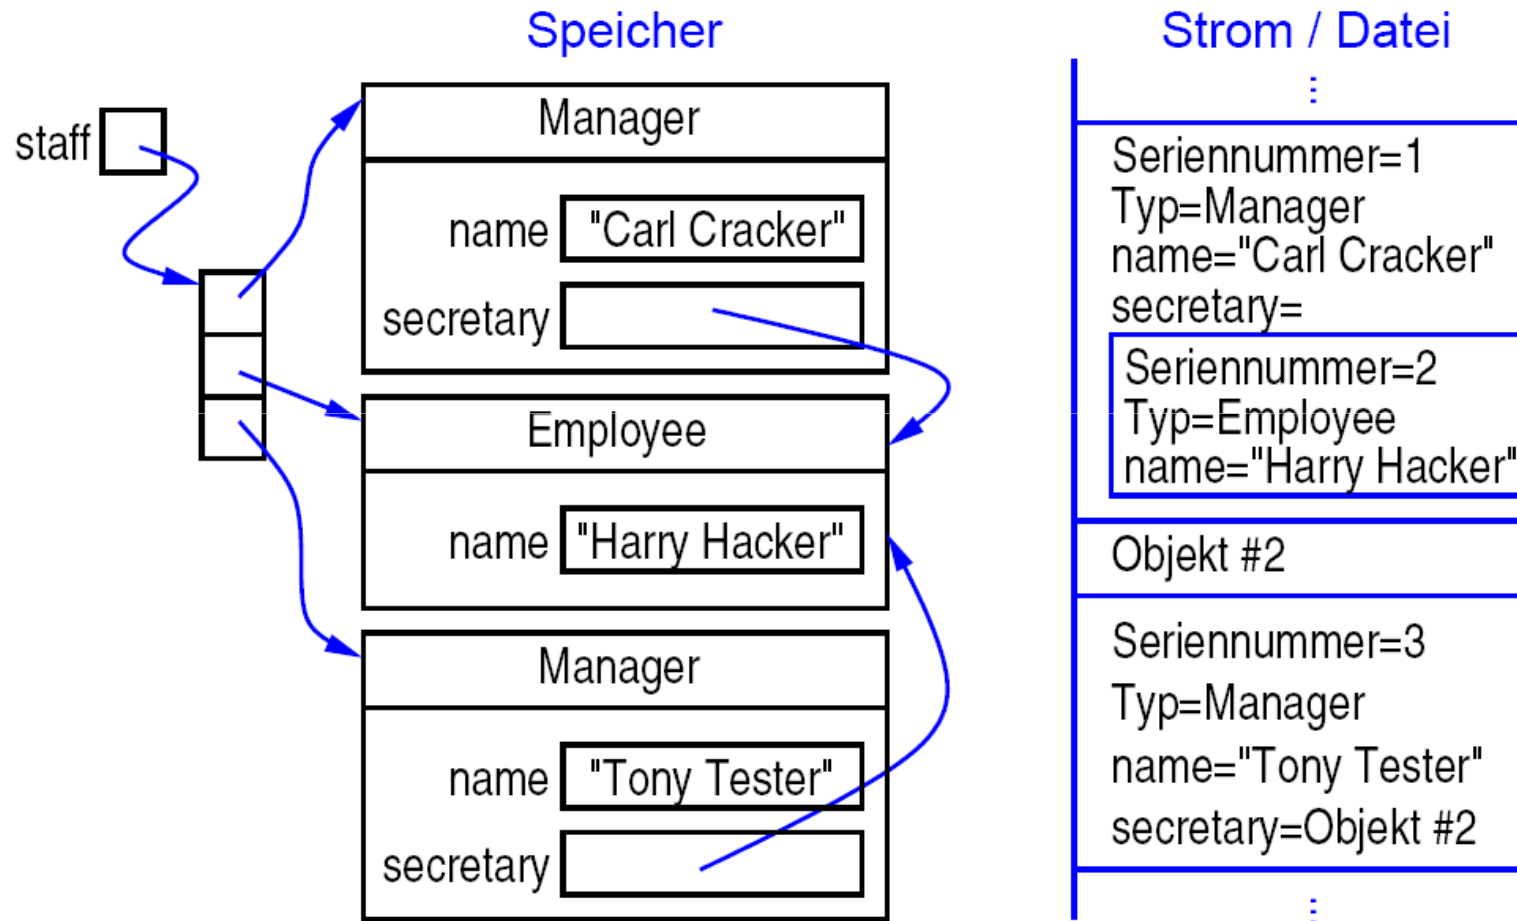 Speicher
staff
Manager
name "Carl Cracker"
secretary
Employee
name "Harry Hacker"
Manager
name "Tony Tester"
secretary
Strom / Datei
...
Seriennummer=1
Typ=Manager
name="Carl Cracker"
secretary=
Seriennummer=2
Typ=Employee
name="Harry Hacker"
Objekt #2
Seriennummer=3
Typ=Manager
name="Tony Tester"
secretary=Objekt #2
...